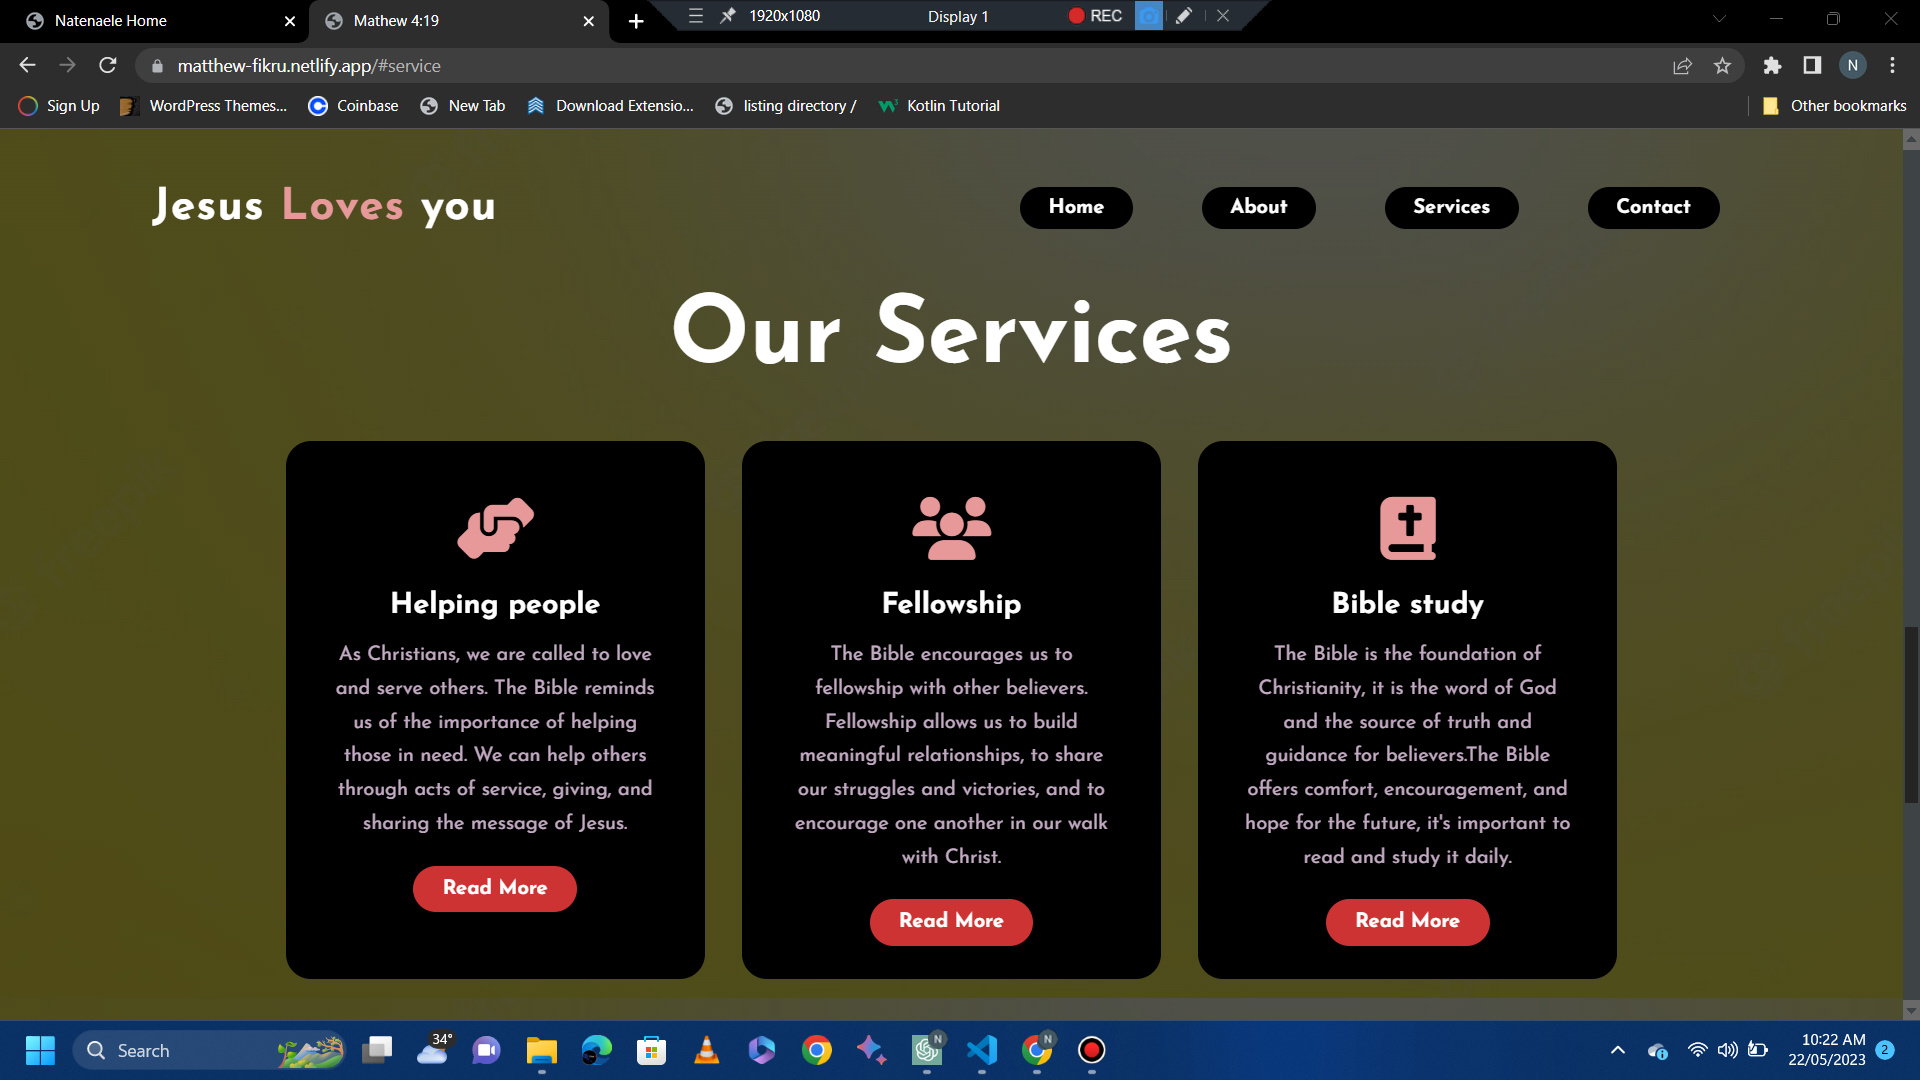 Natenaele Home
Mathew 4:19
1920x1080
Display 1
REC
matthew-fikru.netlify.app/#service
N
Sign Up
WordPress Themes...
Coinbase
New Tab
Download Extensio...
listing directory /
Kotlin Tutorial
Other bookmarks
Jesus Loves you
Home
About
Services
Contact
Our Services
Helping people
As Christians, we are called to love
and serve others. The Bible reminds
us of the importance of helping
those in need. We can help others
through acts of service, giving, and
sharing the message of Jesus.
Read More
Fellowship
The Bible encourages us to
fellowship with other believers.
Fellowship allows us to build
meaningful relationships, to share
our struggles and victories, and to
encourage one another in our walk
with Christ.
Read More
Bible study
The Bible is the foundation of
Christianity, it is the word of God
and the source of truth and
guidance for believers.The Bible
offers comfort, encouragement, and
hope for the future, it's important to
read and study it daily.
Read More
Search
34°
N
N
10:22 AM
22/05/2023
2